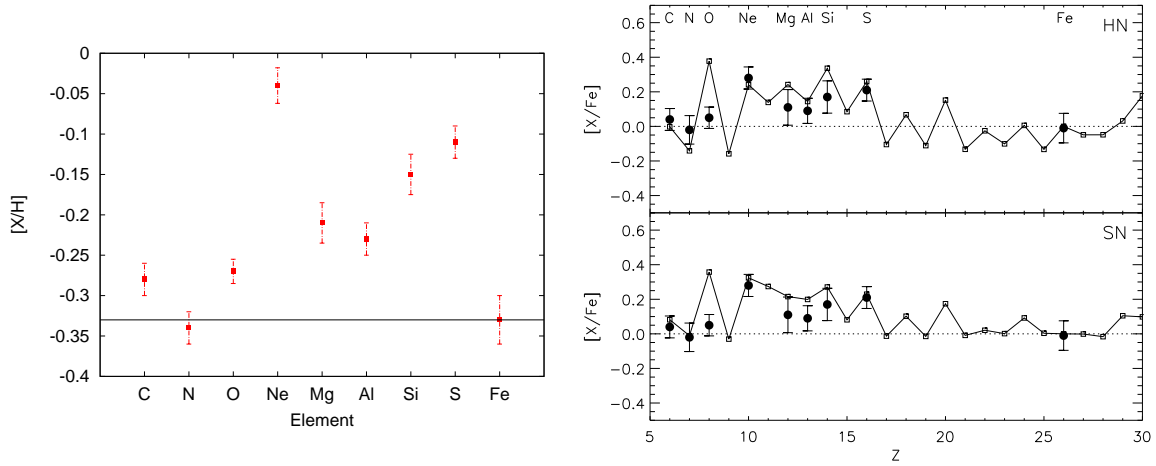 0
-0.05
-0.1
-0.15
-0.2
-0.25
-0.3
-0.35
-0.4
[X/H]
C N O Ne Mg Al Si S Fe
Element
C N O Ne Mg Al Si S Fe
HN
0.6
0.4
0.2
0.0
−0.2
−0.4
[X/Fe]
SN
0.6
0.4
0.2
0.0
−0.2
−0.4
[X/Fe]
5 10 15 20 25 30
Z